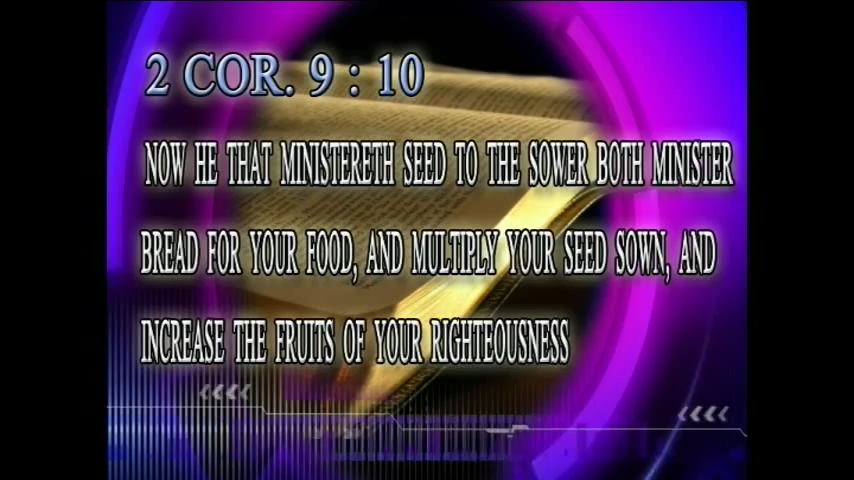 2 COR. 9 : 10
NOW HE THAT MINISTERETH SEED TO THE SOWER BOTH MINISTER
BREAD FOR YOUR FOOD, AND MULTIPLY YOUR SEED SOWN, AND
INCREASE THE FRUITS OF YOUR RIGHTEOUSNESS